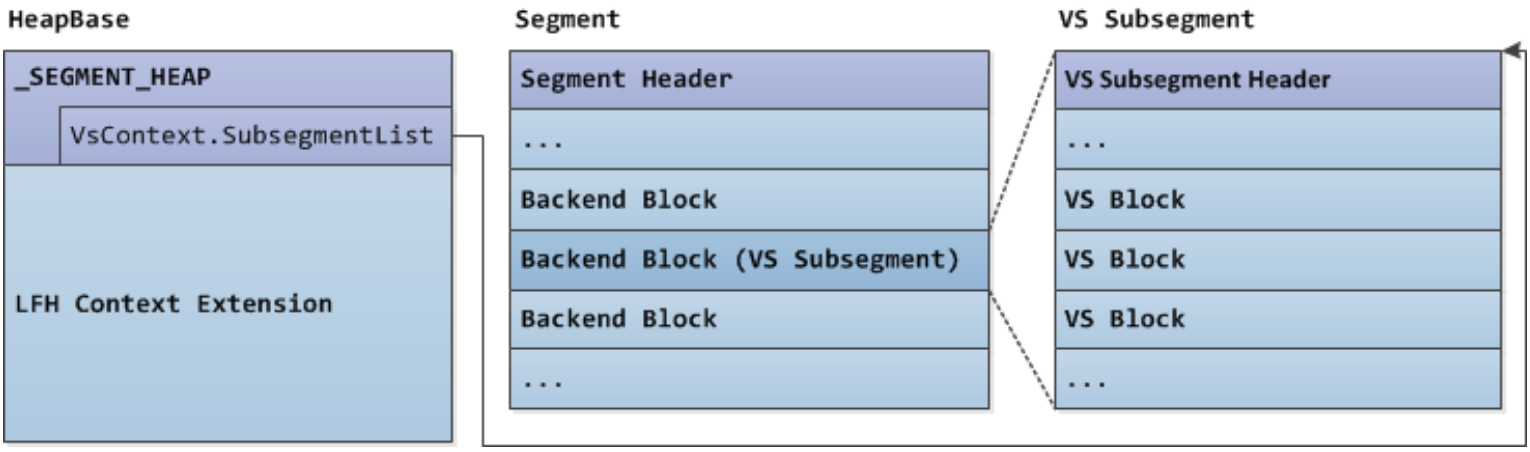 HeapBase
_SEGMENT_HEAP
VsContext.SubsegmentList
LFH Context Extension
Segment
Segment Header
...
Backend Block
Backend Block (VS Subsegment)
Backend Block
...
VS Subsegment
VS Subsegment Header
...
VS Block
VS Block
VS Block
...